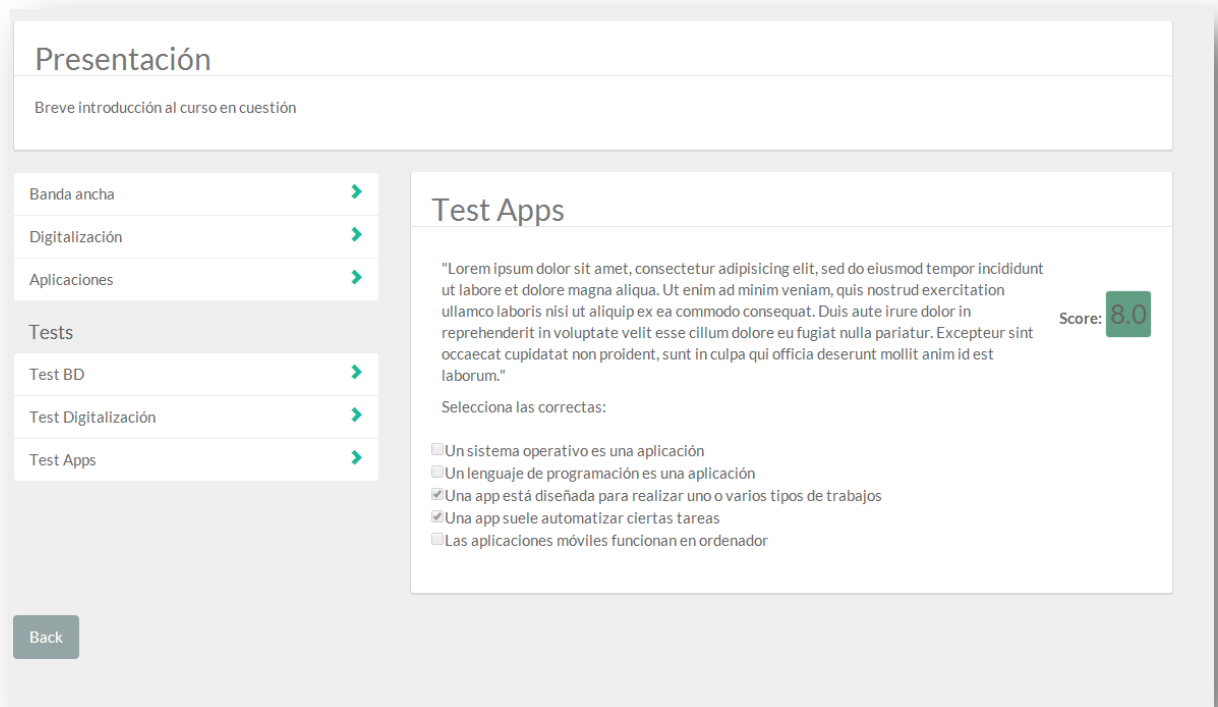 Presentación
Breve introducción al curso en cuestión
Banda ancha
Digitalización
Aplicaciones
Tests
Test BD
Test Digitalización
Test Apps
Test Apps
"Lorem ipsum dolor sit amet, consectetur adipisicing elit, sed do eiusmod tempor incididunt
ut labore et dolore magna aliqua. Ut enim ad minim veniam, quis nostrud exercitation
ullamco laboris nisi ut aliquip ex ea commodo consequat. Duis aute irure dolor in
reprehenderit in voluptate velit esse cillum dolore eu fugiat nulla pariatur. Excepteur sint
occaecat cupidatat non proident, sunt in culpa qui officia deserunt mollit anim id est
laborum."
Score: 8.0
Selecciona las correctas:
Un sistema operativo es una aplicación
Un lenguaje de programación es una aplicación
Una app está diseñada para realizar uno o varios tipos de trabajos
Una app suele automatizar ciertas tareas
Las aplicaciones móviles funcionan en ordenador
Back